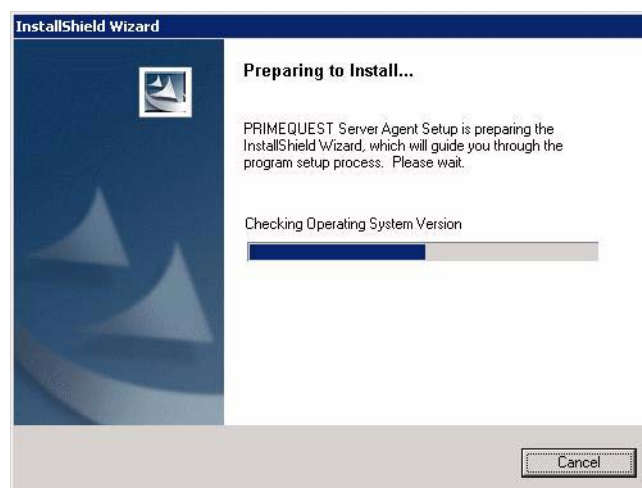 InstallShield Wizard
Preparing to Install...
PRIMEQUEST Server Agent Setup is preparing the
InstallShield Wizard, which will guide you through the
program setup process. Please wait.
Checking Operating System Version
Cancel